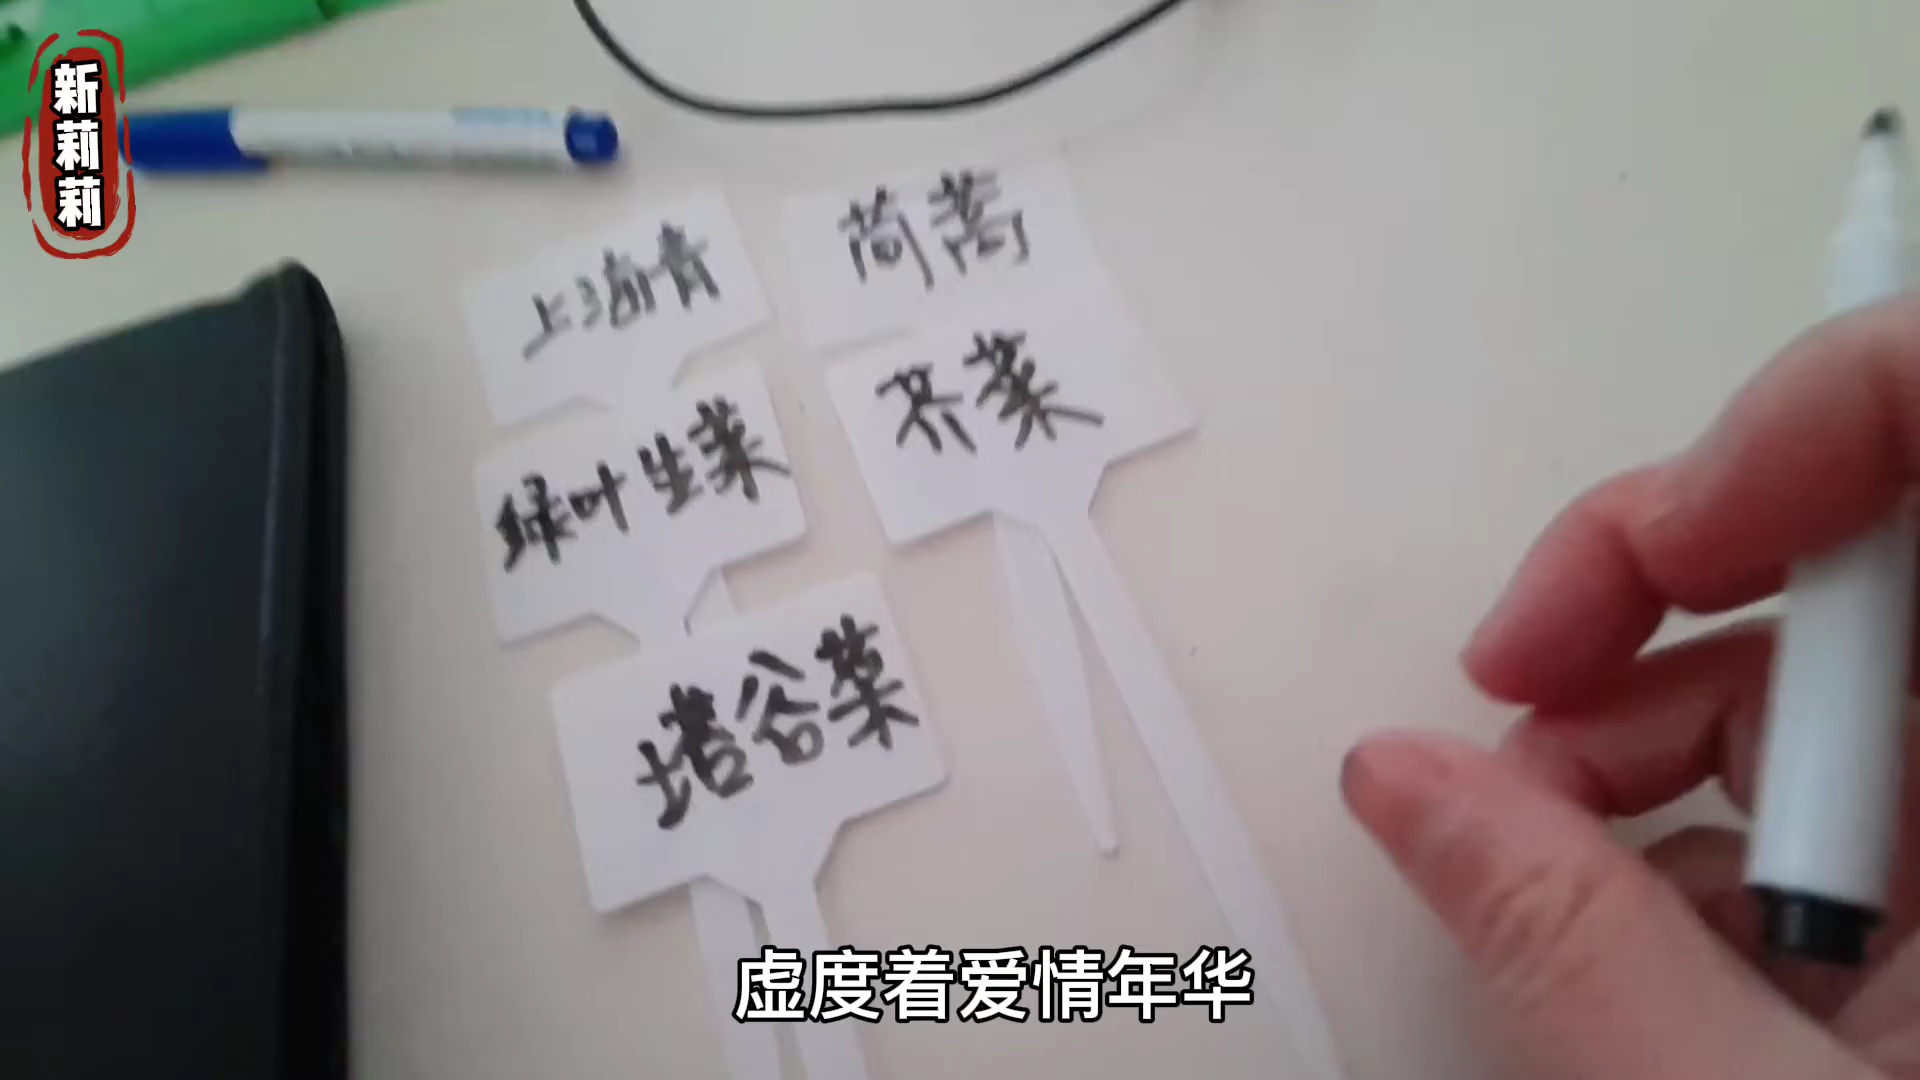 新莉莉
上海青
茼蒿
芥菜
绿叶生菜
塔谷菜
虚度着爱情年华